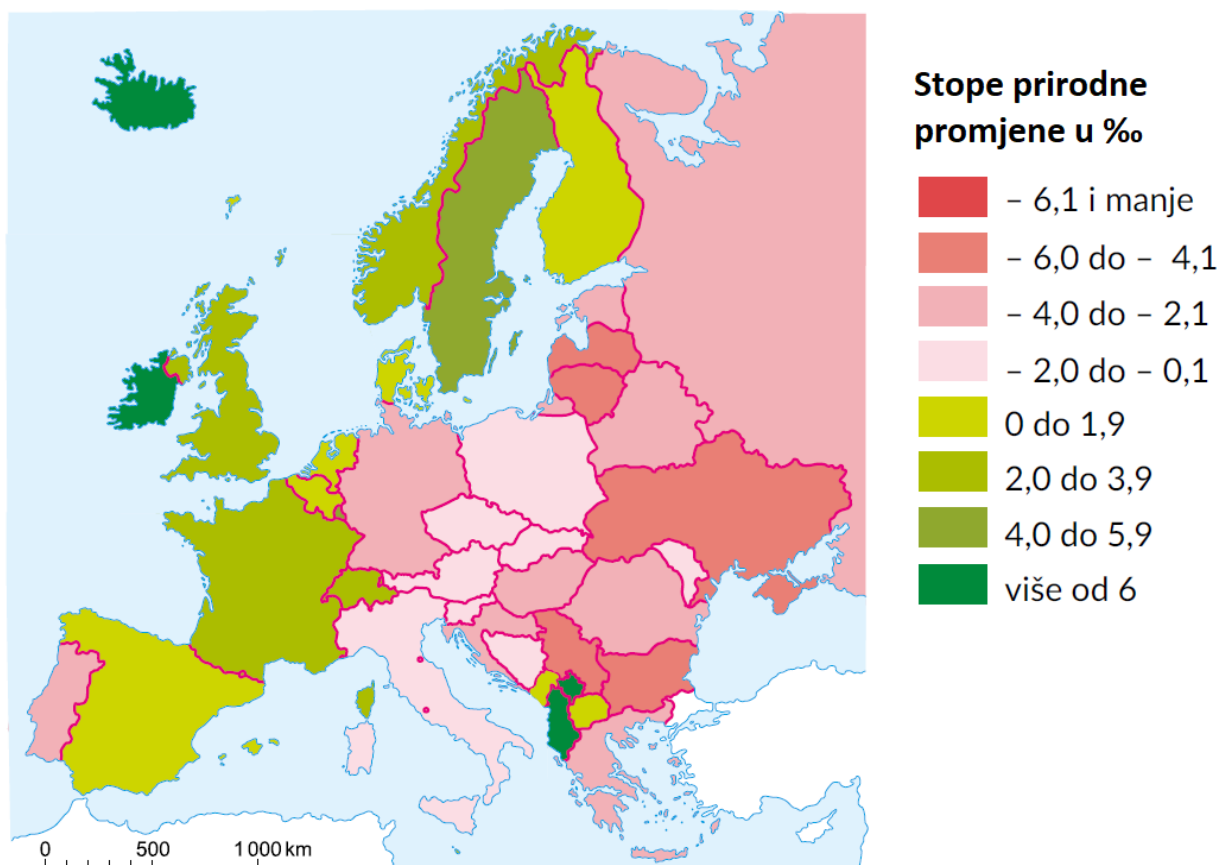 Stope prirodne
promjene u ‰
– 6,1 i manje
– 6,0 do – 4,1
– 4,0 do – 2,1
– 2,0 do – 0,1
0 do 1,9
2,0 do 3,9
4,0 do 5,9
više od 6
0 500 1 000 km